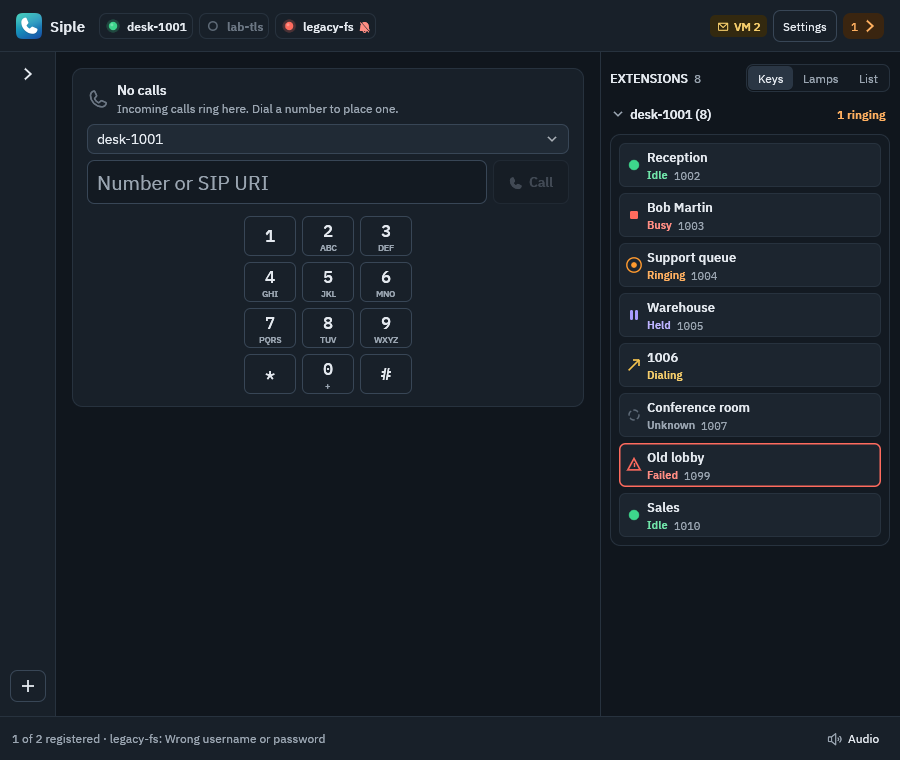 Siple
desk-1001
lab-tls
legacy-fs
VM 2
Settings
1
No calls
Incoming calls ring here. Dial a number to place one.
desk-1001
Number or SIP URI
Call
1
2
ABC
3
DEF
4
GHI
5
JKL
6
MNO
7
PQRS
8
TUV
9
WXYZ
*
0
+
#
EXTENSIONS 8
Keys
Lamps
List
desk-1001 (8)
1 ringing
Reception
Idle 1002
Bob Martin
Busy 1003
Support queue
Ringing 1004
Warehouse
Held 1005
1006
Dialing
Conference room
Unknown 1007
Old lobby
Failed 1099
Sales
Idle 1010
1 of 2 registered · legacy-fs: Wrong username or password
Audio